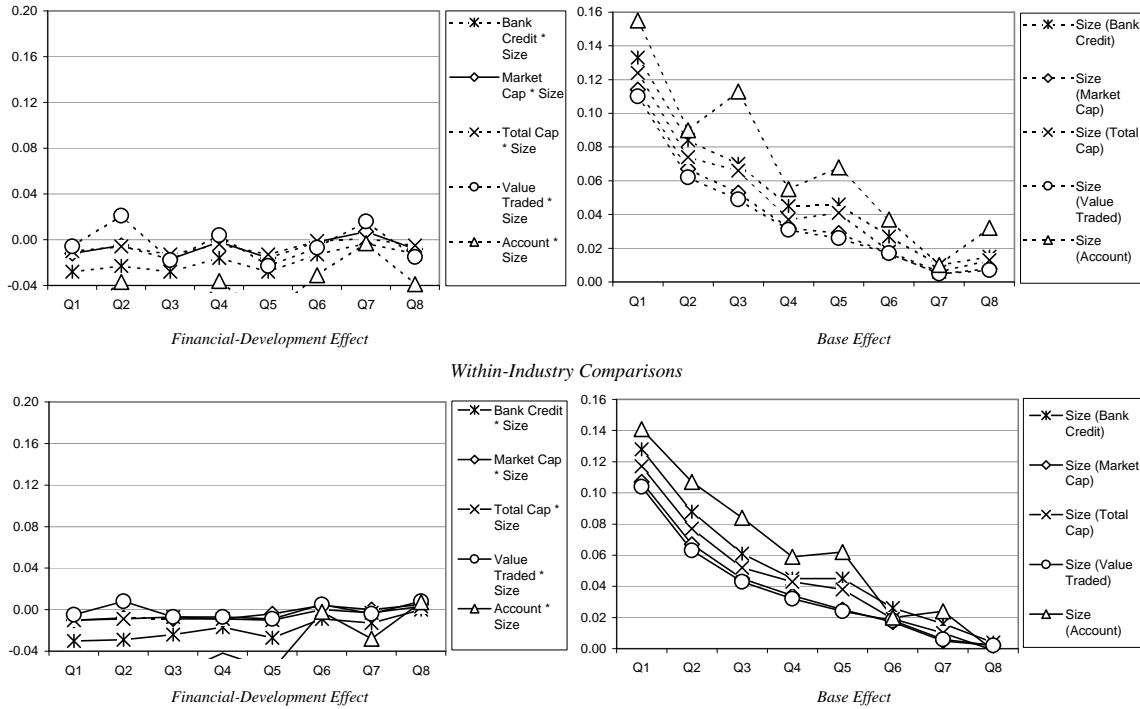 0.20
0.16
0.12
0.08
0.04
0.00
-0.04
Q1 Q2 Q3 Q4 Q5 Q6 Q7 Q8
Financial-Development Effect
Bank
Credit *
Size
Market
Cap * Size
Total Cap
* Size
Value
Traded *
Size
Account *
Size
0.16
0.14
0.12
0.10
0.08
0.06
0.04
0.02
0.00
Q1 Q2 Q3 Q4 Q5 Q6 Q7 Q8
Base Effect
Size (Bank
Credit)
Size
(Market
Cap)
Size (Total
Cap)
Size
(Value
Traded)
Size
(Account)
Within-Industry Comparisons
0.20
0.16
0.12
0.08
0.04
0.00
-0.04
Q1 Q2 Q3 Q4 Q5 Q6 Q7 Q8
Financial-Development Effect
Bank Credit
* Size
Market Cap
* Size
Total Cap *
Size
Value
Traded *
Size
Account *
Size
0.16
0.14
0.12
0.10
0.08
0.06
0.04
0.02
0.00
Q1 Q2 Q3 Q4 Q5 Q6 Q7 Q8
Base Effect
Size (Bank
Credit)
Size (Market
Cap)
Size (Total
Cap)
Size (Value
Traded)
Size
(Account)